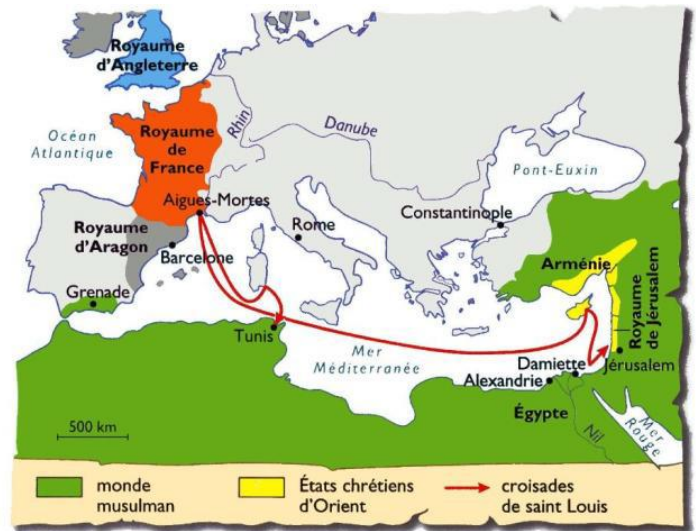 Royaume
d'Angleterre
Océan
Atlantique
Royaume
de
France
Rhin
Danube
Pont-Euxin
Aigues-Mortes
Royaume
d'Aragon
Barcelone
Rome
Constantinople
Grenade
Tunis
Arménie
Royaume
de Jérusalem
Mer
Méditerranée
Damiette
Jérusalem
Alexandrie
Égypte
Nil
Mer
Rouge
500 km
monde
musulman
États chrétiens
d'Orient
croisades
de saint Louis